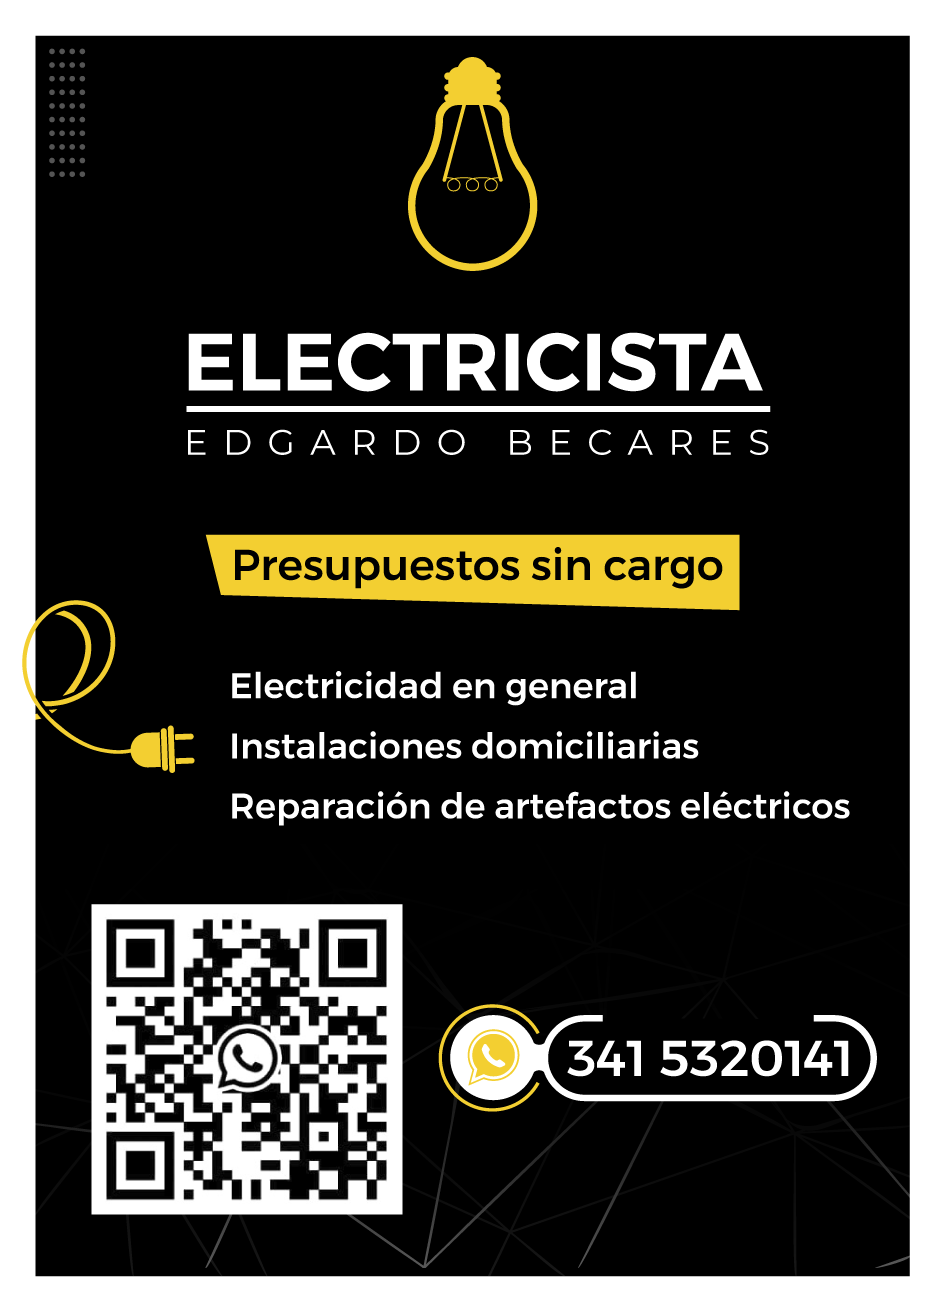 ELECTRICISTA
EDGARDO BECARES
Presupuestos sin cargo
Electricidad en general
Instalaciones domiciliarias
Reparación de artefactos eléctricos
341 5320141